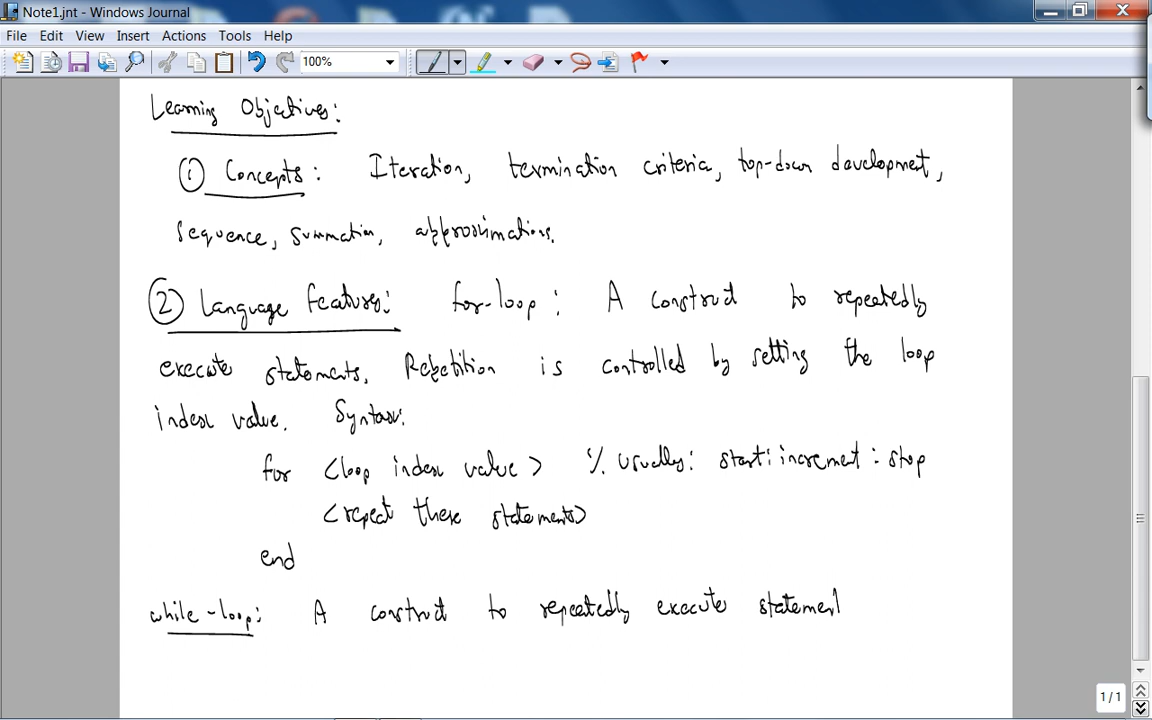 Note1.jnt - Windows Journal
File Edit View Insert Actions Tools Help
100%
Learning Objectives:
① Concepts: Iteration, termination criteria, top-down development,
sequence, summation, approximations.
② Language Features: for-loop: A construct to repeatedly
execute statements. Repetition is controlled by setting the loop
index value. Syntax:
for <loop index value> % usually: start:increment:stop
<repeat these statements>
end
while-loop: A construct to repeatedly execute statement
1/1